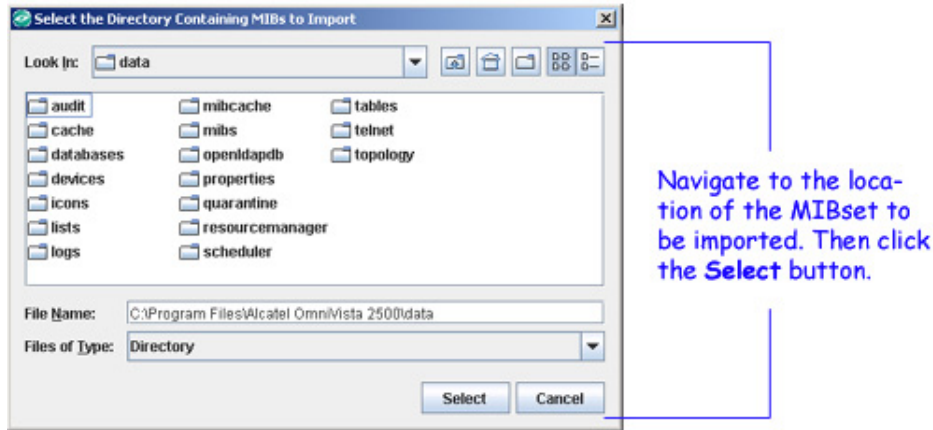 Select the Directory Containing MIBs to Import
Look In: data
audit mibcache tables
cache mibs telnet
databases openldapdb topology
devices properties
icons quarantine
lists resourcemanager
logs scheduler
File Name: C:\Program Files\Alcatel OmniVista 2500\data
Files of Type: Directory
Select Cancel
Navigate to the loca-
tion of the MIBset to
be imported. Then click
the Select button.